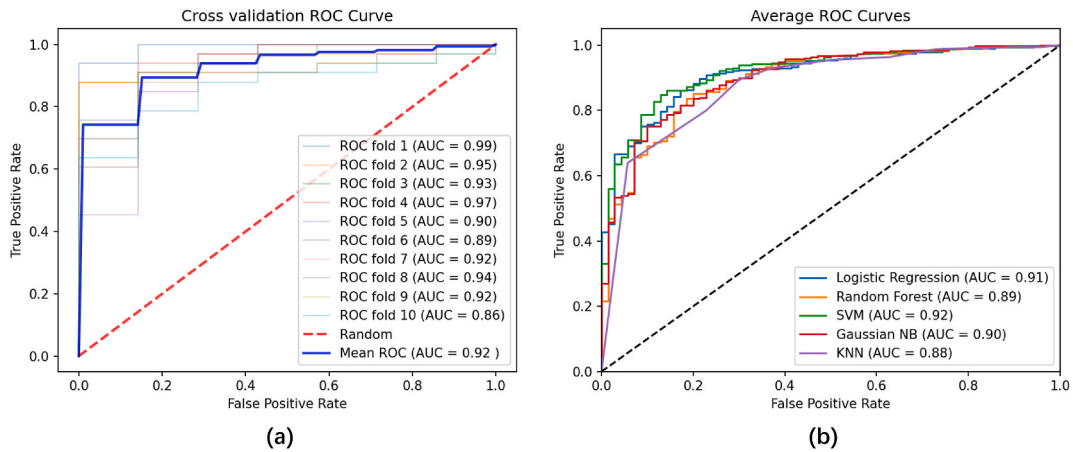 Cross validation ROC Curve
True Positive Rate
1.0
0.8
0.6
0.4
0.2
0.0
ROC fold 1 (AUC = 0.99)
ROC fold 2 (AUC = 0.95)
ROC fold 3 (AUC = 0.93)
ROC fold 4 (AUC = 0.97)
ROC fold 5 (AUC = 0.90)
ROC fold 6 (AUC = 0.89)
ROC fold 7 (AUC = 0.92)
ROC fold 8 (AUC = 0.94)
ROC fold 9 (AUC = 0.92)
ROC fold 10 (AUC = 0.86)
Random
Mean ROC (AUC = 0.92 )
0.0 0.2 0.4 0.6 0.8 1.0
False Positive Rate
(a)
Average ROC Curves
True Positive Rate
1.0
0.8
0.6
0.4
0.2
0.0
Logistic Regression (AUC = 0.91)
Random Forest (AUC = 0.89)
SVM (AUC = 0.92)
Gaussian NB (AUC = 0.90)
KNN (AUC = 0.88)
0.0 0.2 0.4 0.6 0.8 1.0
False Positive Rate
(b)